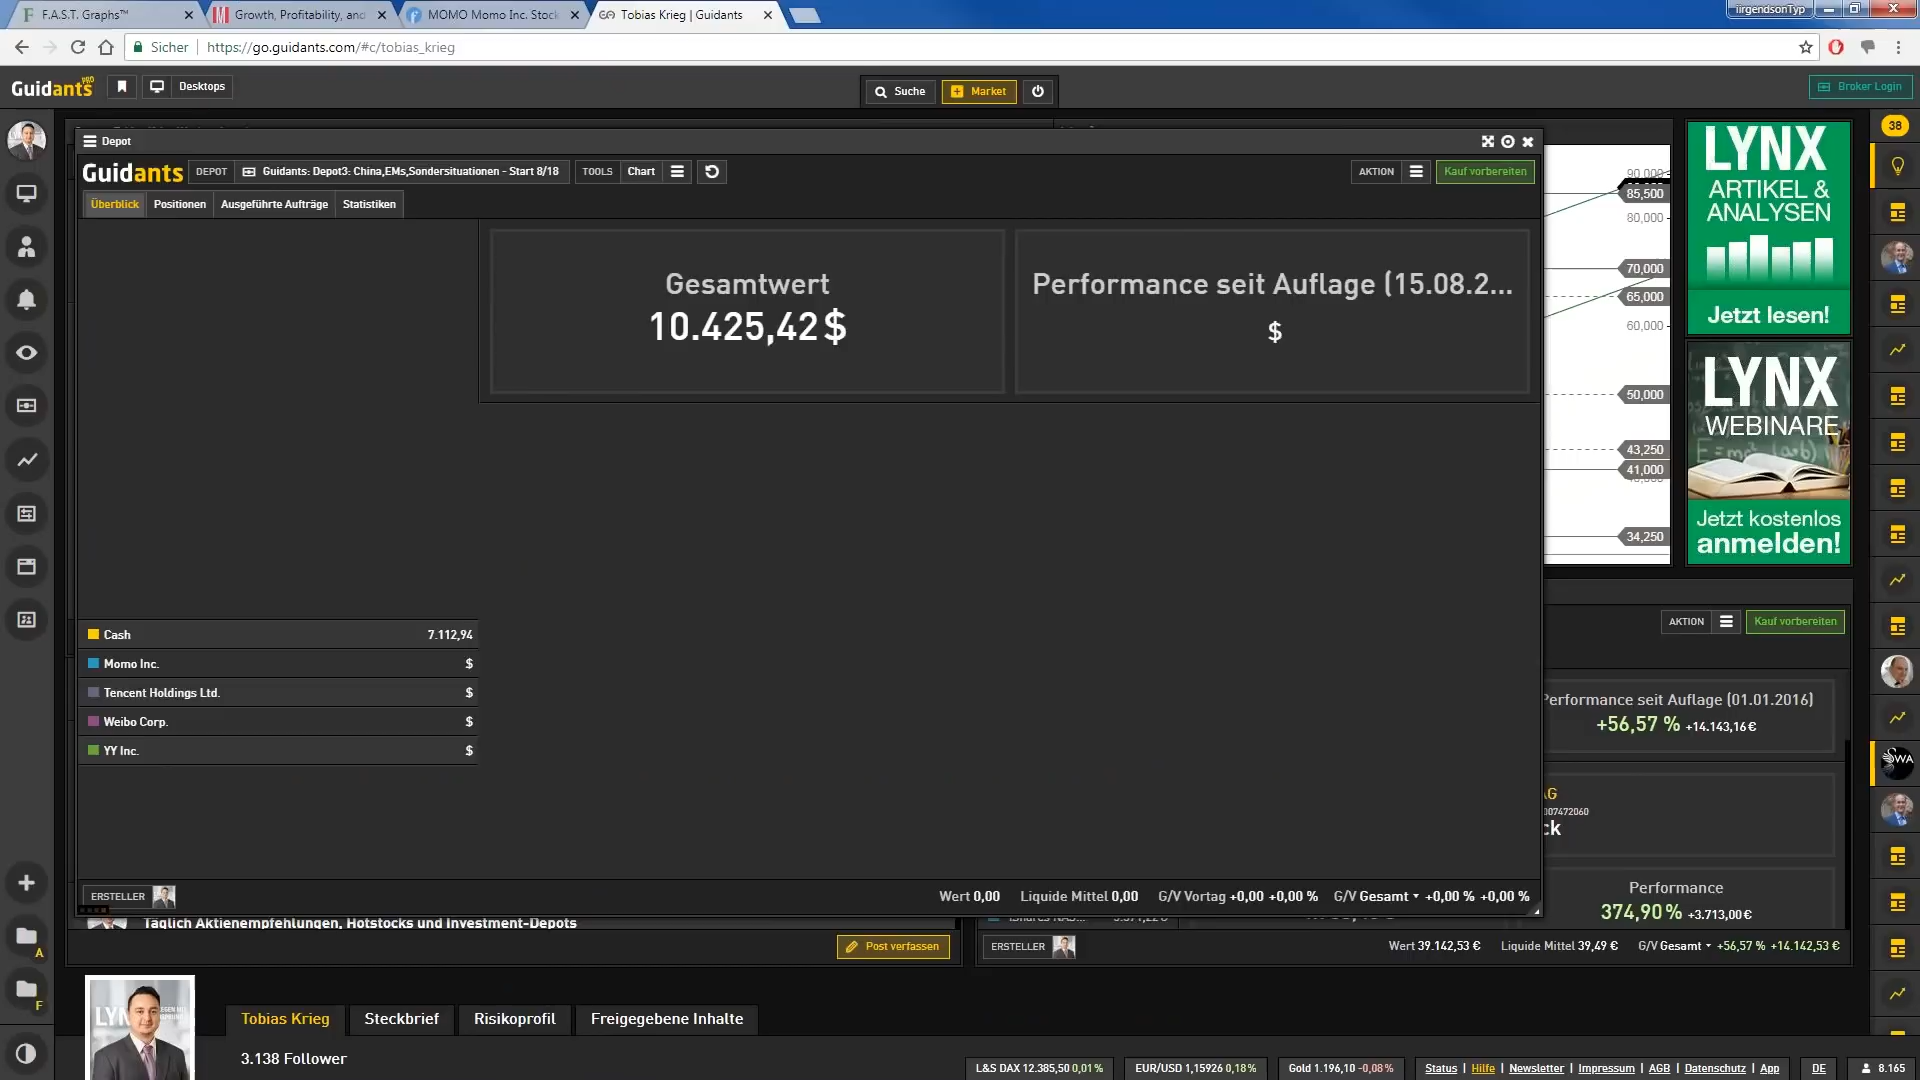 F.A.S.T. Graphs™
Growth, Profitability, and
MOMO Momo Inc. Stock
Tobias Krieg | Guidants
iirgendsonTyp
Sicher
https://go.guidants.com/#c/tobias_krieg
Guidants PRO
Desktops
Suche
Market
Broker Login
38
Depot
Guidants
DEPOT
Guidants: Depot3: China,EMs,Sondersituationen - Start 8/18
TOOLS
Chart
AKTION
Kauf vorbereiten
Überblick
Positionen
Ausgeführte Aufträge
Statistiken
Gesamtwert
10.425,42 $
Performance seit Auflage (15.08.2...
$
Cash 7.112,94
Momo Inc. $
Tencent Holdings Ltd. $
Weibo Corp. $
YY Inc. $
ERSTELLER
Wert 0,00
Liquide Mittel 0,00
G/V Vortag +0,00 +0,00 %
G/V Gesamt +0,00 % +0,00 %
90,000
85,500
80,000
70,000
65,000
60,000
50,000
43,250
41,000
34,250
LYNX
ARTIKEL &
ANALYSEN
Jetzt lesen!
LYNX
WEBINARE
Jetzt kostenlos
anmelden!
AKTION
Kauf vorbereiten
Performance seit Auflage (01.01.2016)
+56,57 % +14.143,16 €
AG
007472060
ck
Performance
374,90 % +3.713,00 €
Täglich Aktienempfehlungen, Hotstocks und Investment-Depots
Post verfassen
ERSTELLER
Wert 39.142,53 €
Liquide Mittel 39,49 €
G/V Gesamt +56,57 % +14.142,53 €
WA
A
F
LYN
Tobias Krieg
Steckbrief
Risikoprofil
Freigegebene Inhalte
3.138 Follower
L&S DAX 12.385,50 0,01 %
EUR/USD 1,15926 0,18 %
Gold 1.196,10 -0,08 %
Status | Hilfe | Newsletter | Impressum | AGB | Datenschutz | App
DE
8.165